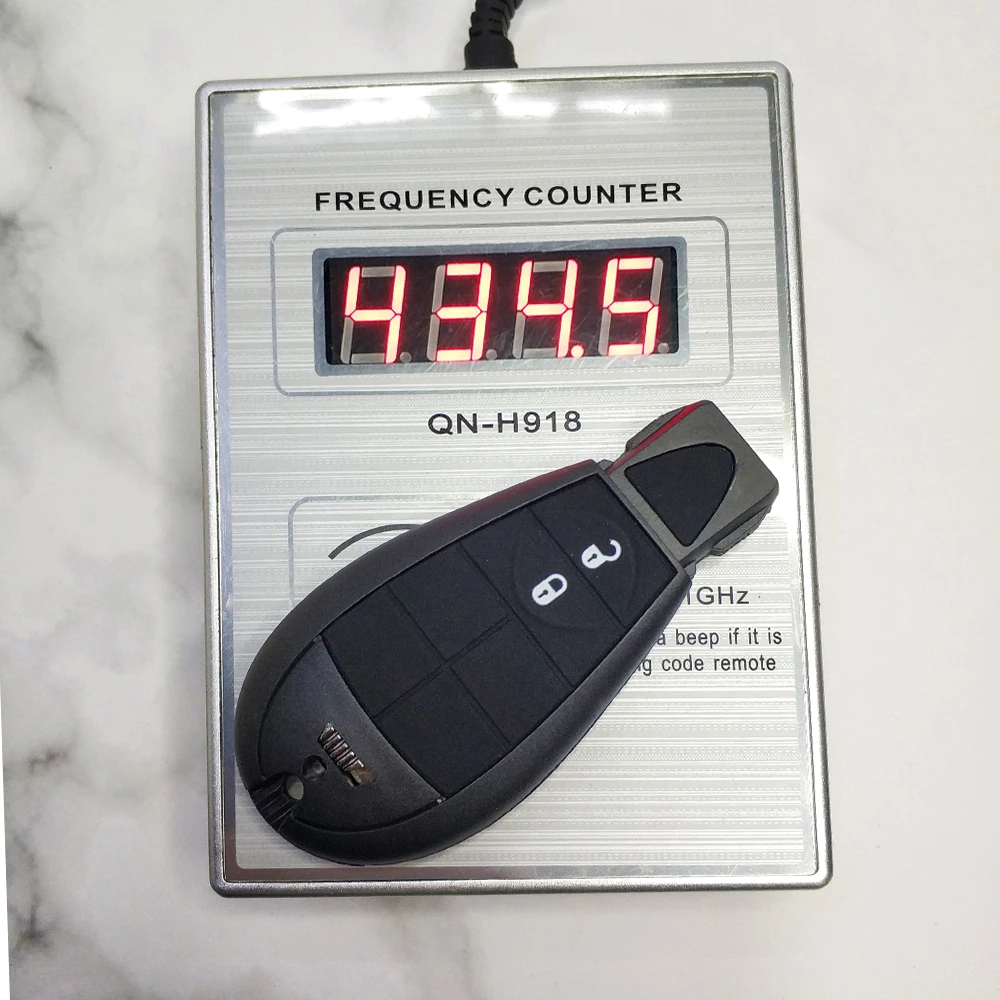 FREQUENCY COUNTER
434.5
QN-H918
1GHz
a beep if it is
code remote